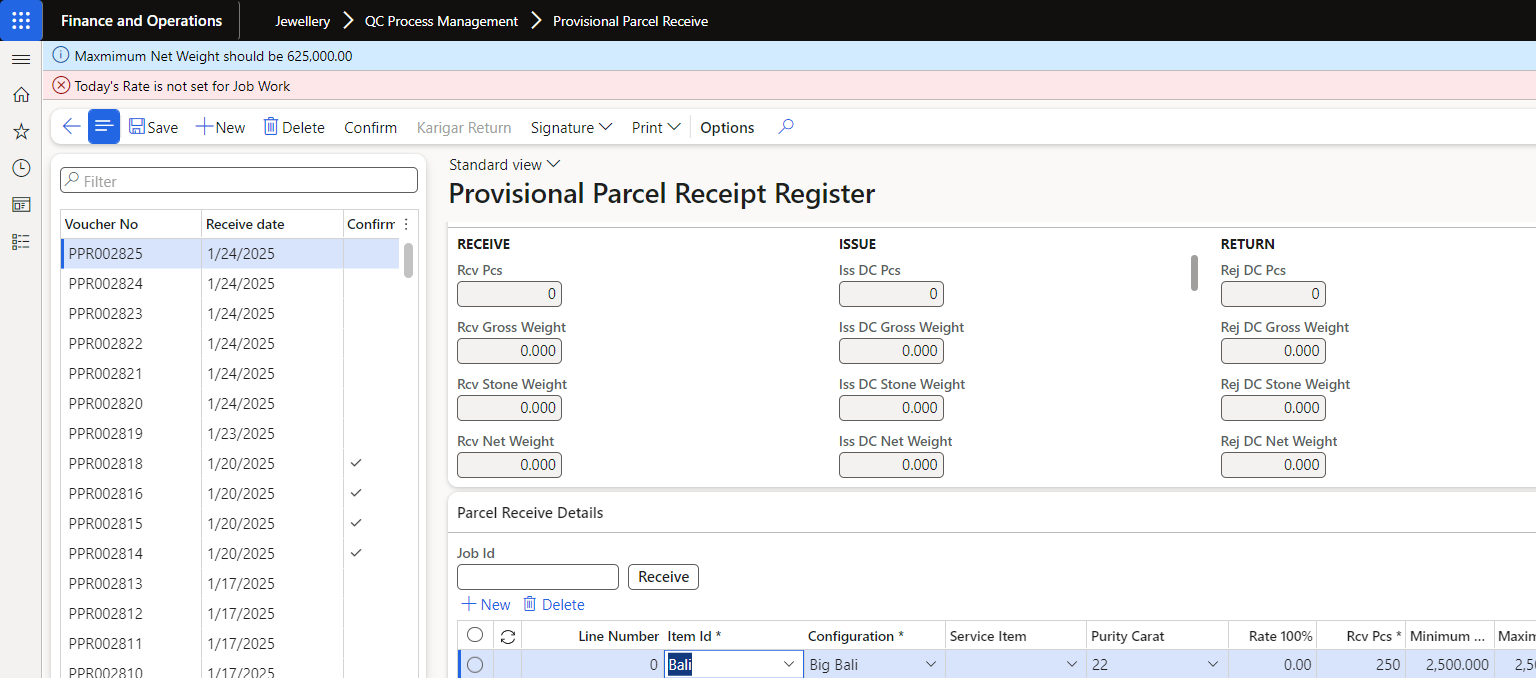 Finance and Operations
Jewellery > QC Process Management > Provisional Parcel Receive
Maxmimum Net Weight should be 625,000.00
Today's Rate is not set for Job Work
Save New Delete Confirm Karigar Return Signature Print Options
Filter
Voucher No Receive date Confirm
PPR002825 1/24/2025
PPR002824 1/24/2025
PPR002823 1/24/2025
PPR002822 1/24/2025
PPR002821 1/24/2025
PPR002820 1/24/2025
PPR002819 1/23/2025
PPR002818 1/20/2025
PPR002816 1/20/2025
PPR002815 1/20/2025
PPR002814 1/20/2025
PPR002813 1/17/2025
PPR002812 1/17/2025
PPR002811 1/17/2025
PPR002810 1/17/2025
Standard view
Provisional Parcel Receipt Register
RECEIVE
Rcv Pcs
0
Rcv Gross Weight
0.000
Rcv Stone Weight
0.000
Rcv Net Weight
0.000
ISSUE
Iss DC Pcs
0
Iss DC Gross Weight
0.000
Iss DC Stone Weight
0.000
Iss DC Net Weight
0.000
RETURN
Rej DC Pcs
0
Rej DC Gross Weight
0.000
Rej DC Stone Weight
0.000
Rej DC Net Weight
0.000
Parcel Receive Details
Job Id
Receive
New Delete
Line Number Item Id * Configuration * Service Item Purity Carat Rate 100% Rcv Pcs * Minimum ...
0 Bali Big Bali 22 0.00 250 2,500.000